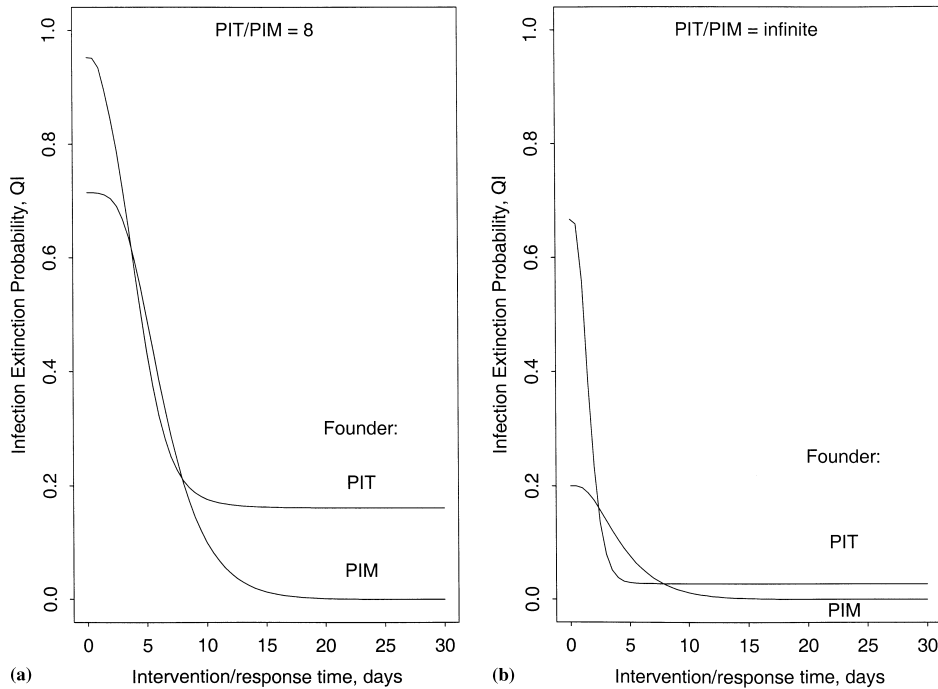 PIT/PIM = 8
Infection Extinction Probability, QI
1.0
0.8
0.6
0.4
0.2
0.0
Founder:
PIT
PIM
0 5 10 15 20 25 30
(a) Intervention/response time, days
PIT/PIM = infinite
Infection Extinction Probability, QI
1.0
0.8
0.6
0.4
0.2
0.0
Founder:
PIT
PIM
0 5 10 15 20 25 30
(b) Intervention/response time, days